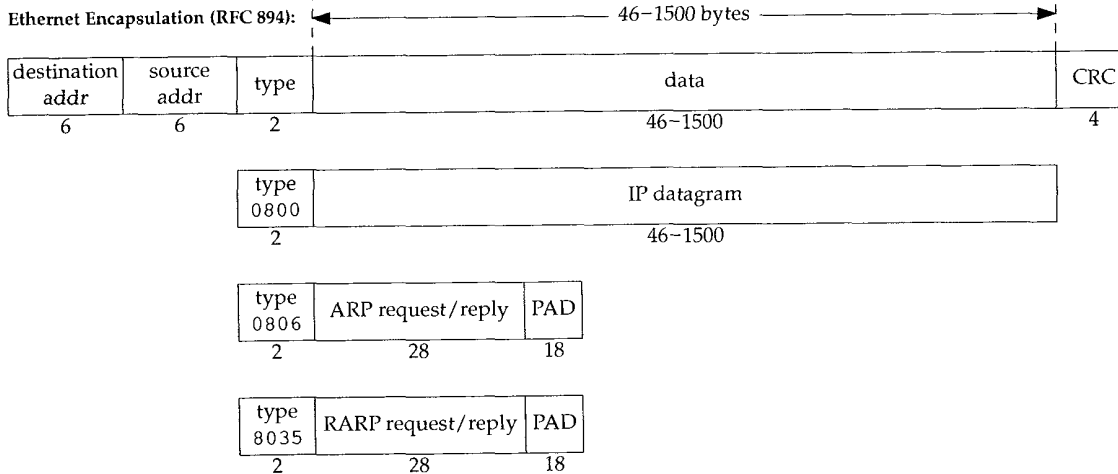 Ethernet Encapsulation (RFC 894):
46–1500 bytes
destination addr
source addr
type
data
CRC
6
6
2
46–1500
4
type 0800
IP datagram
2
46–1500
type 0806
ARP request/reply
PAD
2
28
18
type 8035
RARP request/reply
PAD
2
28
18